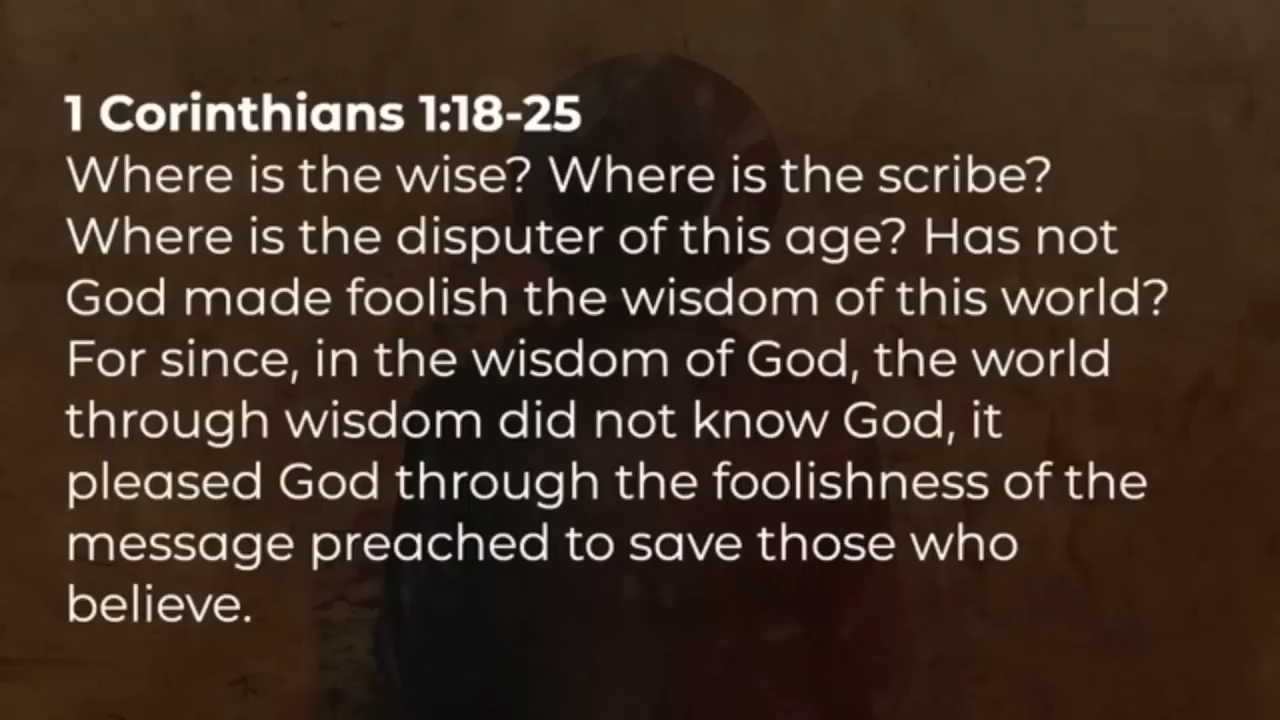 1 Corinthians 1:18-25
Where is the wise? Where is the scribe?
Where is the disputer of this age? Has not
God made foolish the wisdom of this world?
For since, in the wisdom of God, the world
through wisdom did not know God, it
pleased God through the foolishness of the
message preached to save those who
believe.